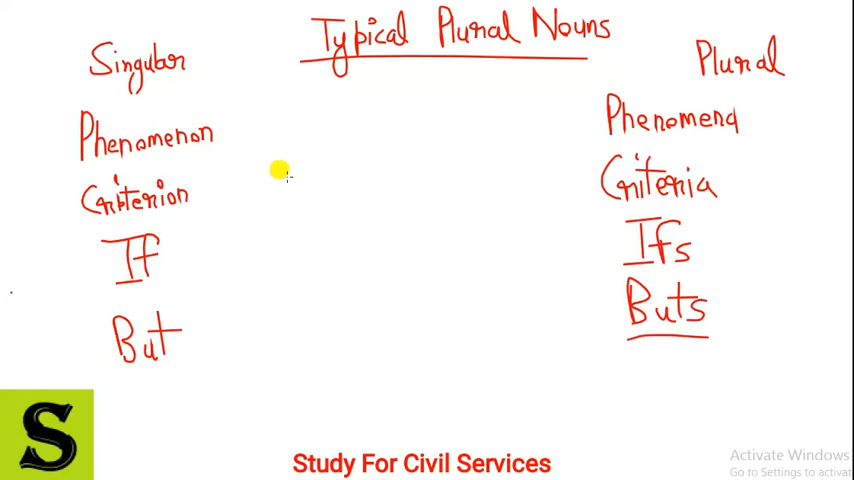 Typical Plural Nouns
Singular Plural
Phenomenon Phenomena
Criterion Criteria
If Ifs
But Buts
S
Study For Civil Services
Activate Windows
Go to Settings to activat